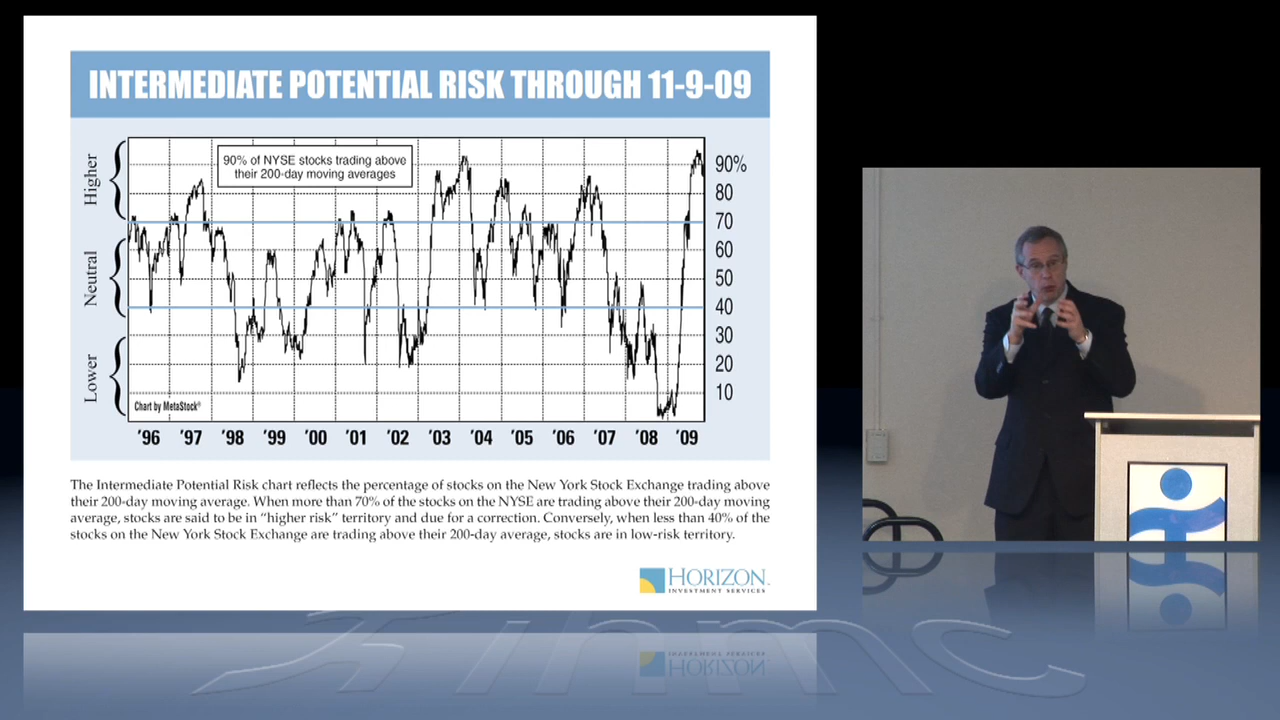 INTERMEDIATE POTENTIAL RISK THROUGH 11-9-09
Higher
Neutral
Lower
90% of NYSE stocks trading above
their 200-day moving averages
90%
80
70
60
50
40
30
20
10
Chart by MetaStock®
'96 '97 '98 '99 '00 '01 '02 '03 '04 '05 '06 '07 '08 '09
The Intermediate Potential Risk chart reflects the percentage of stocks on the New York Stock Exchange trading above
their 200-day moving average. When more than 70% of the stocks on the NYSE are trading above their 200-day moving
average, stocks are said to be in “higher risk” territory and due for a correction. Conversely, when less than 40% of the
stocks on the New York Stock Exchange are trading above their 200-day average, stocks are in low-risk territory.
HORIZON
INVESTMENT SERVICES
ihmc